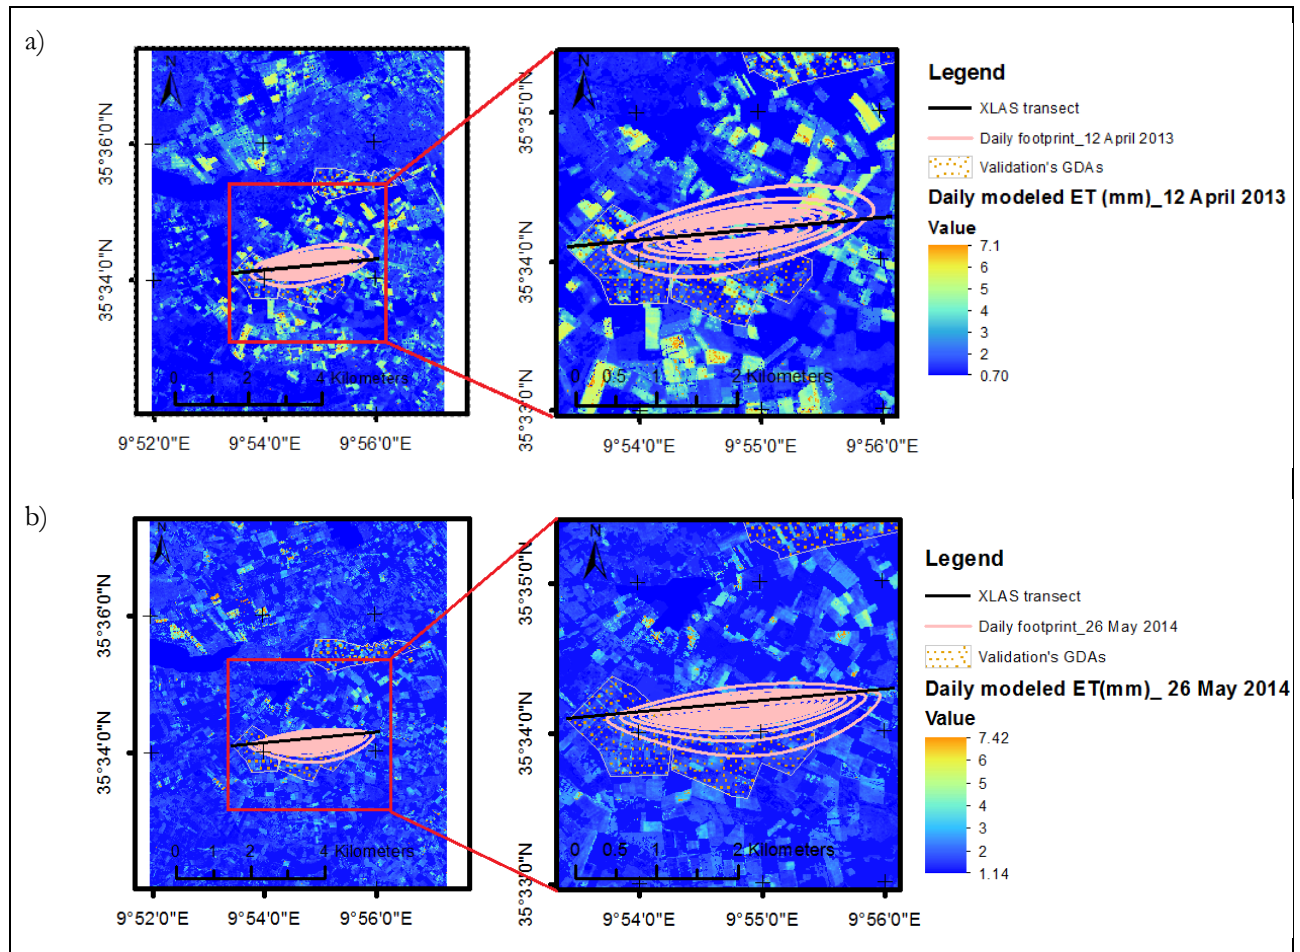 a)
N
35°36'0"N
35°34'0"N
0 1 2 4 Kilometers
9°52'0"E 9°54'0"E 9°56'0"E
N
35°35'0"N
35°34'0"N
35°33'0"N
0 0.5 1 2 Kilometers
9°54'0"E 9°55'0"E 9°56'0"E
Legend
XLAS transect
Daily footprint_12 April 2013
Validation's GDAs
Daily modeled ET (mm)_12 April 2013
Value
7.1
6
5
4
3
2
0.70
b)
N
35°36'0"N
35°34'0"N
0 1 2 4 Kilometers
9°52'0"E 9°54'0"E 9°56'0"E
N
35°35'0"N
35°34'0"N
35°33'0"N
0 0.5 1 2 Kilometers
9°54'0"E 9°55'0"E 9°56'0"E
Legend
XLAS transect
Daily footprint_26 May 2014
Validation's GDAs
Daily modeled ET(mm)_ 26 May 2014
Value
7.42
6
5
4
3
2
1.14